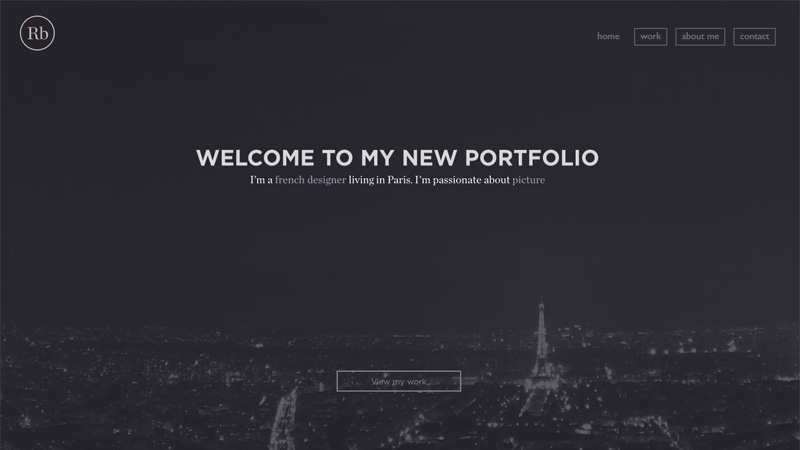 Rb
home work about me contact
WELCOME TO MY NEW PORTFOLIO
I'm a french designer living in Paris. I'm passionate about picture
View my work